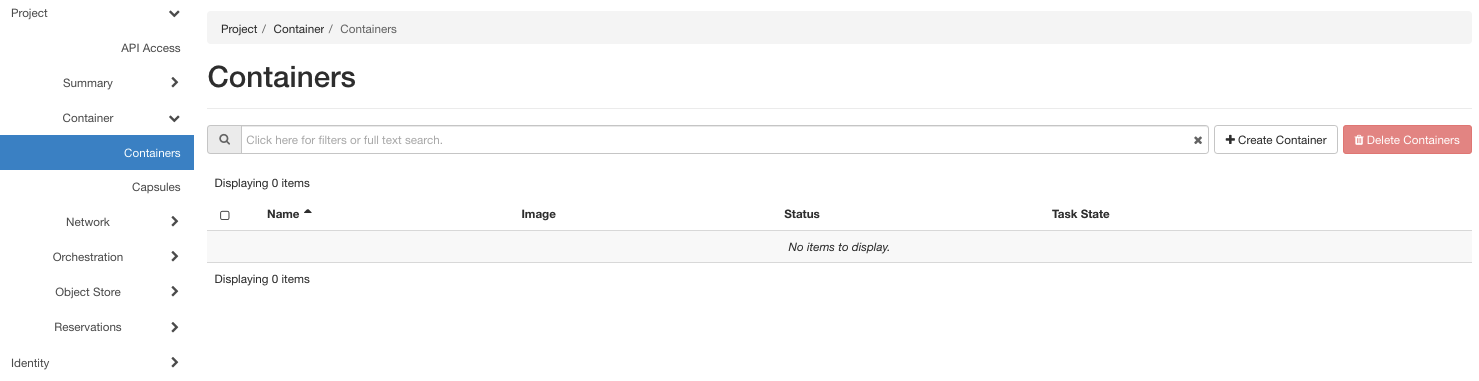 Project
API Access
Summary
Container
Containers
Capsules
Network
Orchestration
Object Store
Reservations
Identity
Project / Container / Containers
Containers
Click here for filters or full text search.
Create Container
Delete Containers
Displaying 0 items
Name Image Status Task State
No items to display.
Displaying 0 items